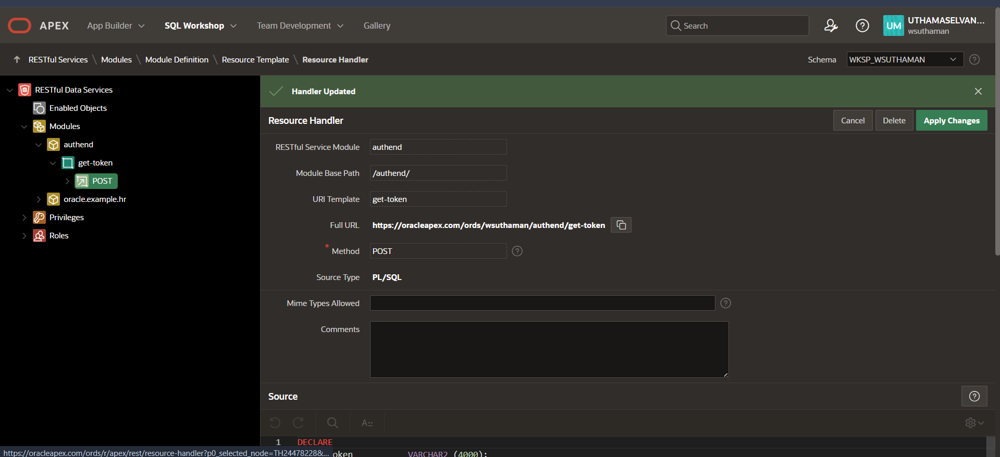 APEX App Builder SQL Workshop Team Development Gallery Search UM UTHAMASELVAN...
wsuthaman
RESTful Services \ Modules \ Module Definition \ Resource Template \ Resource Handler Schema WKSP_WSUTHAMAN
RESTful Data Services
Enabled Objects
Modules
authend
get-token
POST
oracle.example.hr
Privileges
Roles
Handler Updated
Resource Handler Cancel Delete Apply Changes
RESTful Service Module authend
Module Base Path /authend/
URI Template get-token
Full URL https://oracleapex.com/ords/wsuthaman/authend/get-token
* Method POST
Source Type PL/SQL
Mime Types Allowed
Comments
Source
1 DECLARE
oken VARCHAR2 (4000);
https://oracleapex.com/ords/r/apex/rest/resource-handler?p0_selected_node=TH24478228&...